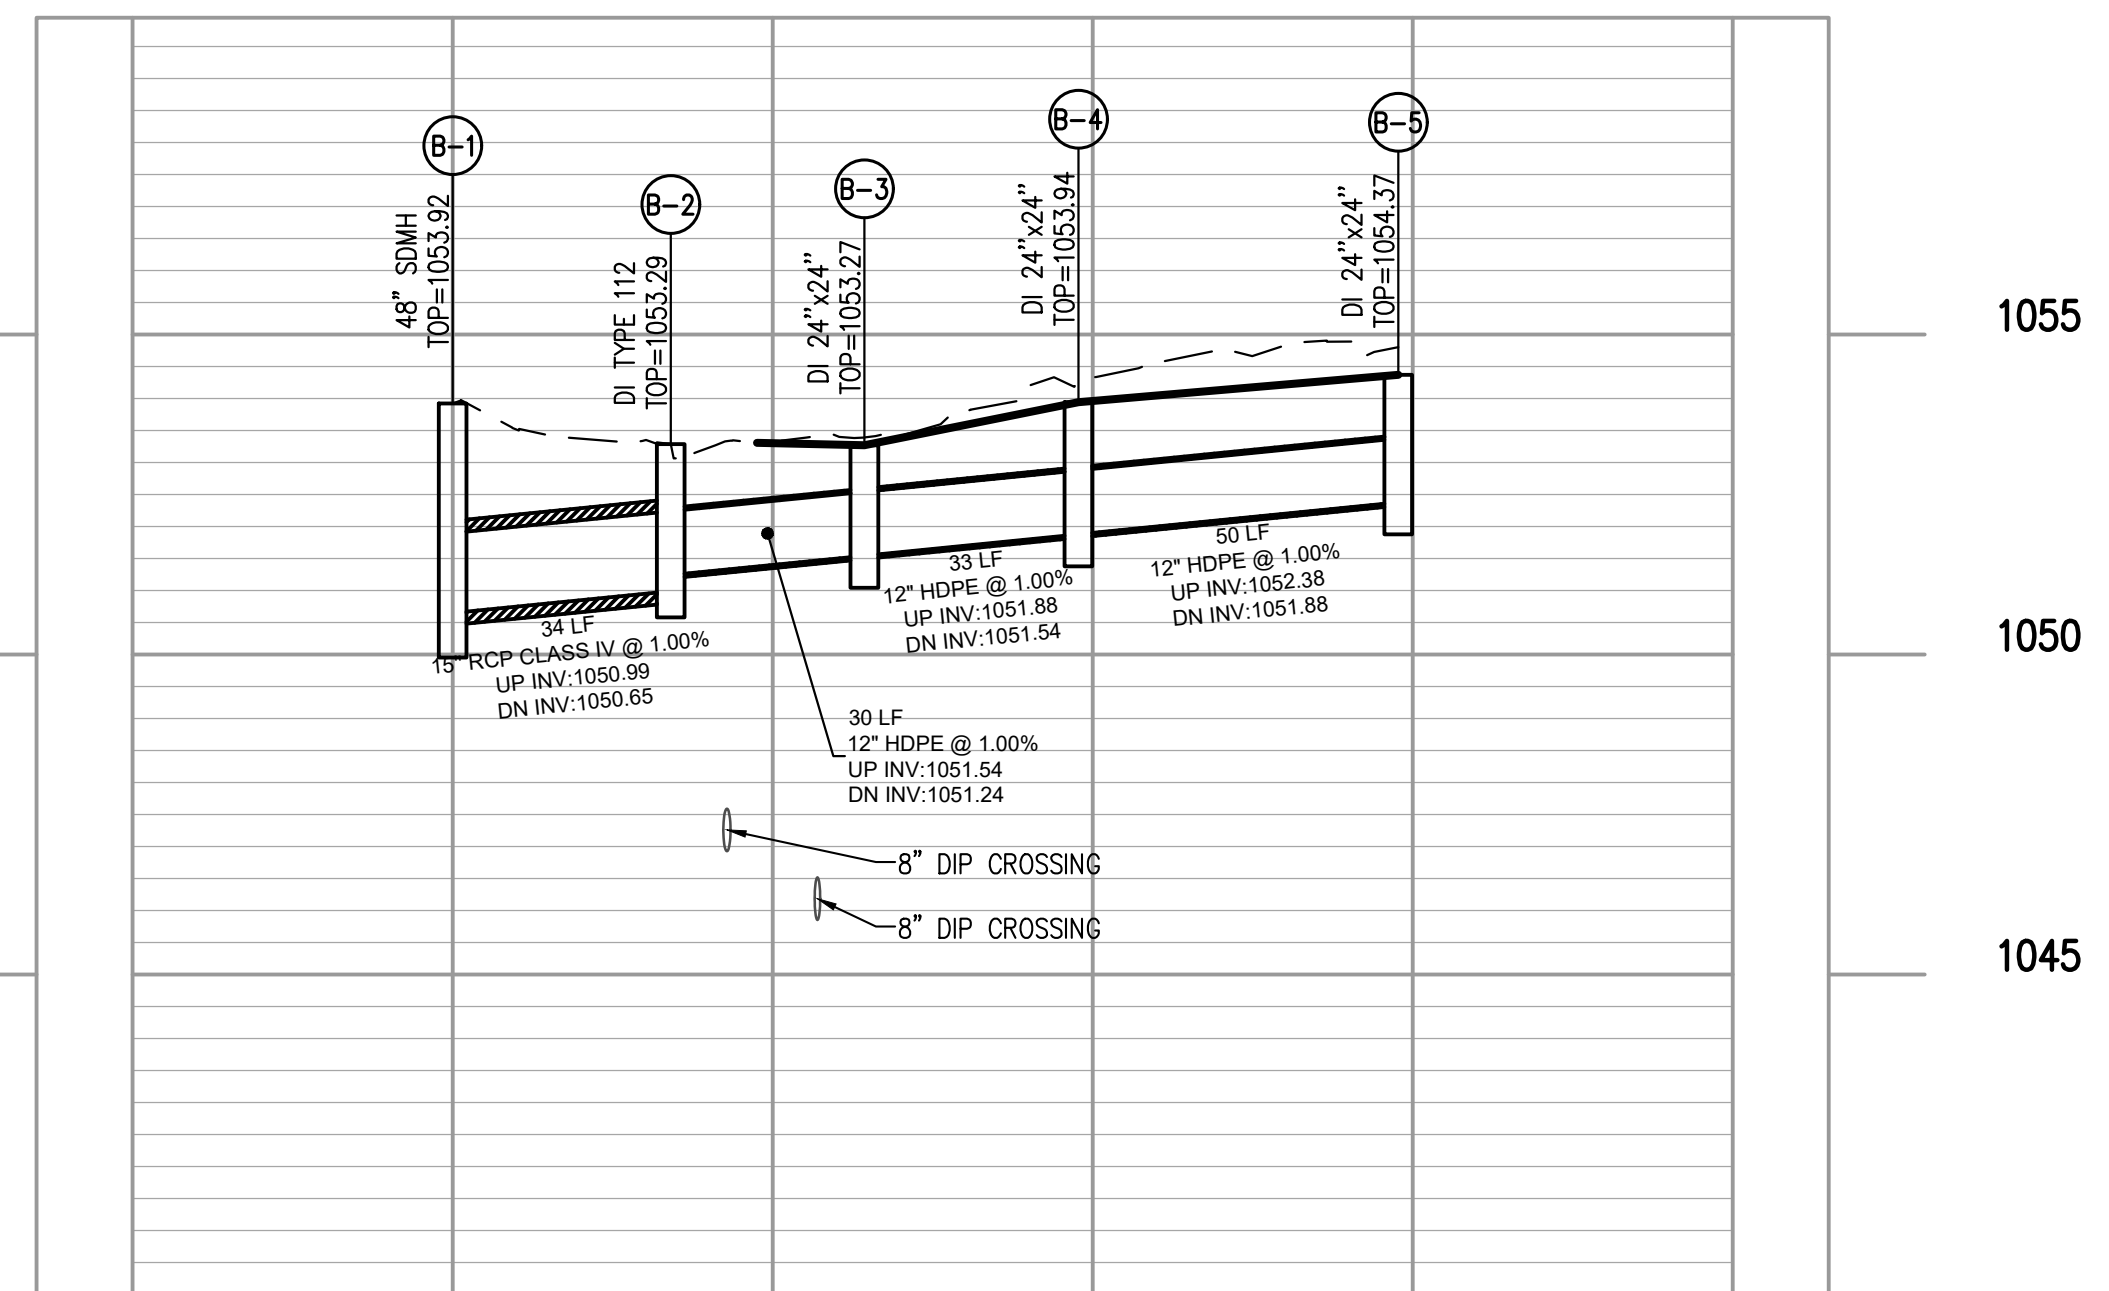 B-1
48” SDMH
TOP=1053.92
B-2
DI TYPE 112
TOP=1053.29
B-3
DI 24”x24”
TOP=1053.27
B-4
DI 24”x24”
TOP=1053.94
B-5
DI 24”x24”
TOP=1054.37
1055
1050
1045
34 LF
15" RCP CLASS IV @ 1.00%
UP INV:1050.99
DN INV:1050.65
30 LF
12" HDPE @ 1.00%
UP INV:1051.54
DN INV:1051.24
33 LF
12" HDPE @ 1.00%
UP INV:1051.88
DN INV:1051.54
50 LF
12" HDPE @ 1.00%
UP INV:1052.38
DN INV:1051.88
8” DIP CROSSING
8” DIP CROSSING